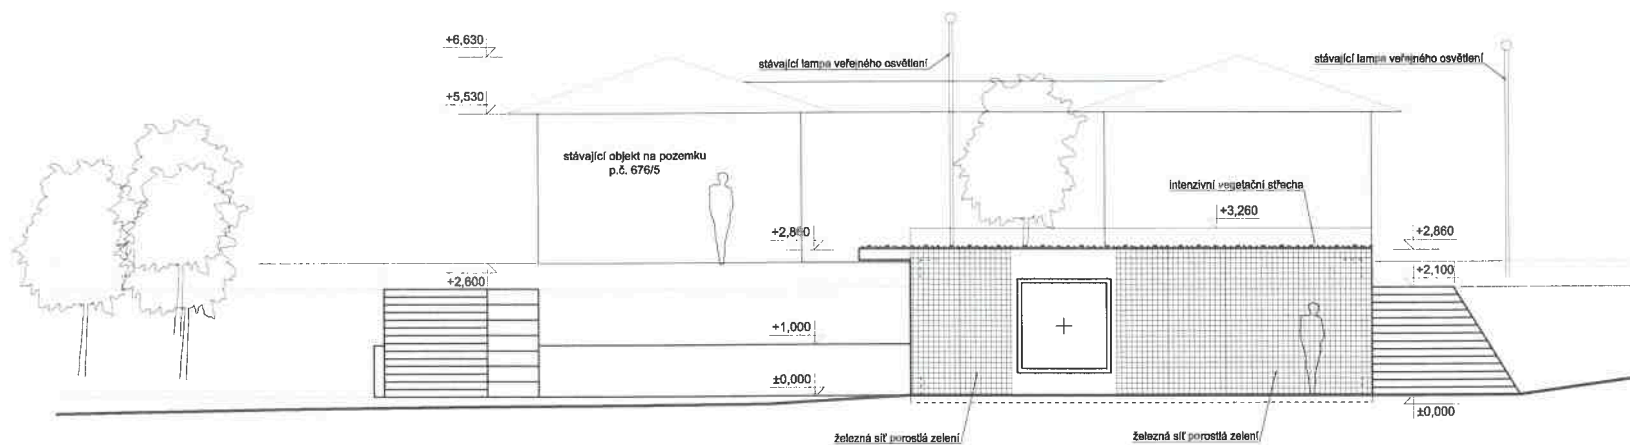 +6,630
stávající lampa veřejného osvětlení
stávající lampa veřejného osvětlení
+5,530
stávající objekt na pozemku
p.č. 676/5
intenzivní vegetační střecha
+3,260
+2,860
+2,860
+2,600
+2,100
+1,000
±0,000
±0,000
železná síť porostlá zelení
železná síť porostlá zelení